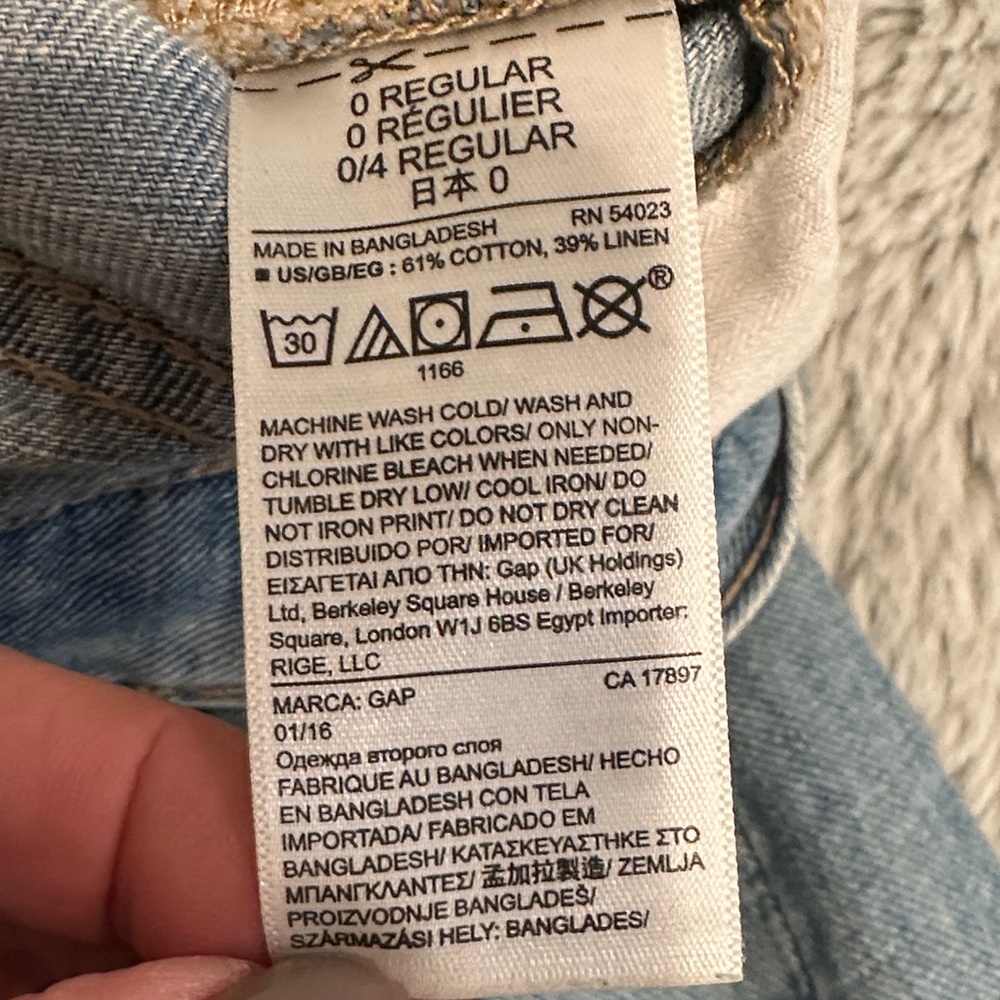 0 REGULAR
0 RÉGULIER
0/4 REGULAR
日本 0
RN 54023
MADE IN BANGLADESH
US/GB/EG : 61% COTTON, 39% LINEN
®
30
1166
MACHINE WASH COLD/ WASH AND
DRY WITH LIKE COLORS/ ONLY NON-
CHLORINE BLEACH WHEN NEEDED/
TUMBLE DRY LOW/ COOL IRON/ DO
NOT IRON PRINT/ DO NOT DRY CLEAN
DISTRIBUIDO POR/ IMPORTED FOR/
ΕΙΣΑΓΕΤΑΙ ΑΠΟ ΤΗΝ: Gap (UK Holdings)
Ltd, Berkeley Square House / Berkeley
Square, London W1J 6BS Egypt Importer:
RIGE, LLC
CA 17897
MARCA: GAP
01/16
Одежда второго слоя
FABRIQUE AU BANGLADESH/ HECHO
EN BANGLADESH CON TELA
IMPORTADA/ FABRICADO EM
BANGLADESH/ ΚΑΤΑΣΚΕΥΑΣΤΗΚΕ ΣΤΟ
ΜΠΑΝΓΚΛΑΝΤΕΣ/ 孟加拉製造/ ZEMLJA
PROIZVODNJE BANGLADEŠ/
SZÁRMAZÁSI HELY: BANGLADES/